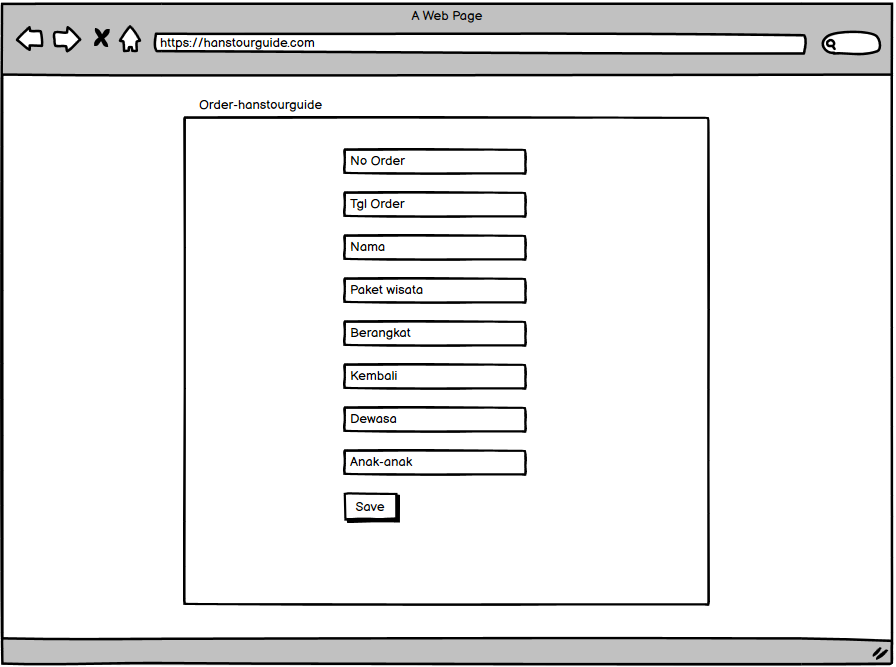 A Web Page
https://hanstourguide.com
Order-hanstourguide
No Order
Tgl Order
Nama
Paket wisata
Berangkat
Kembali
Dewasa
Anak-anak
Save